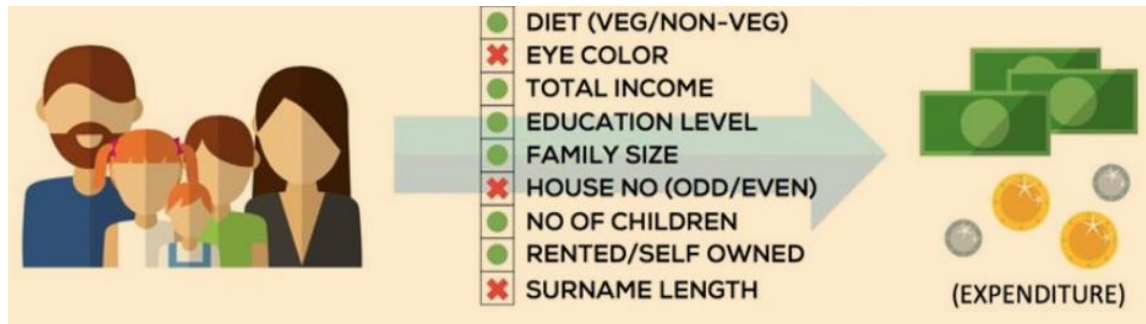 DIET (VEG/NON-VEG)
EYE COLOR
TOTAL INCOME
EDUCATION LEVEL
FAMILY SIZE
HOUSE NO (ODD/EVEN)
NO OF CHILDREN
RENTED/SELF OWNED
SURNAME LENGTH
(EXPENDITURE)